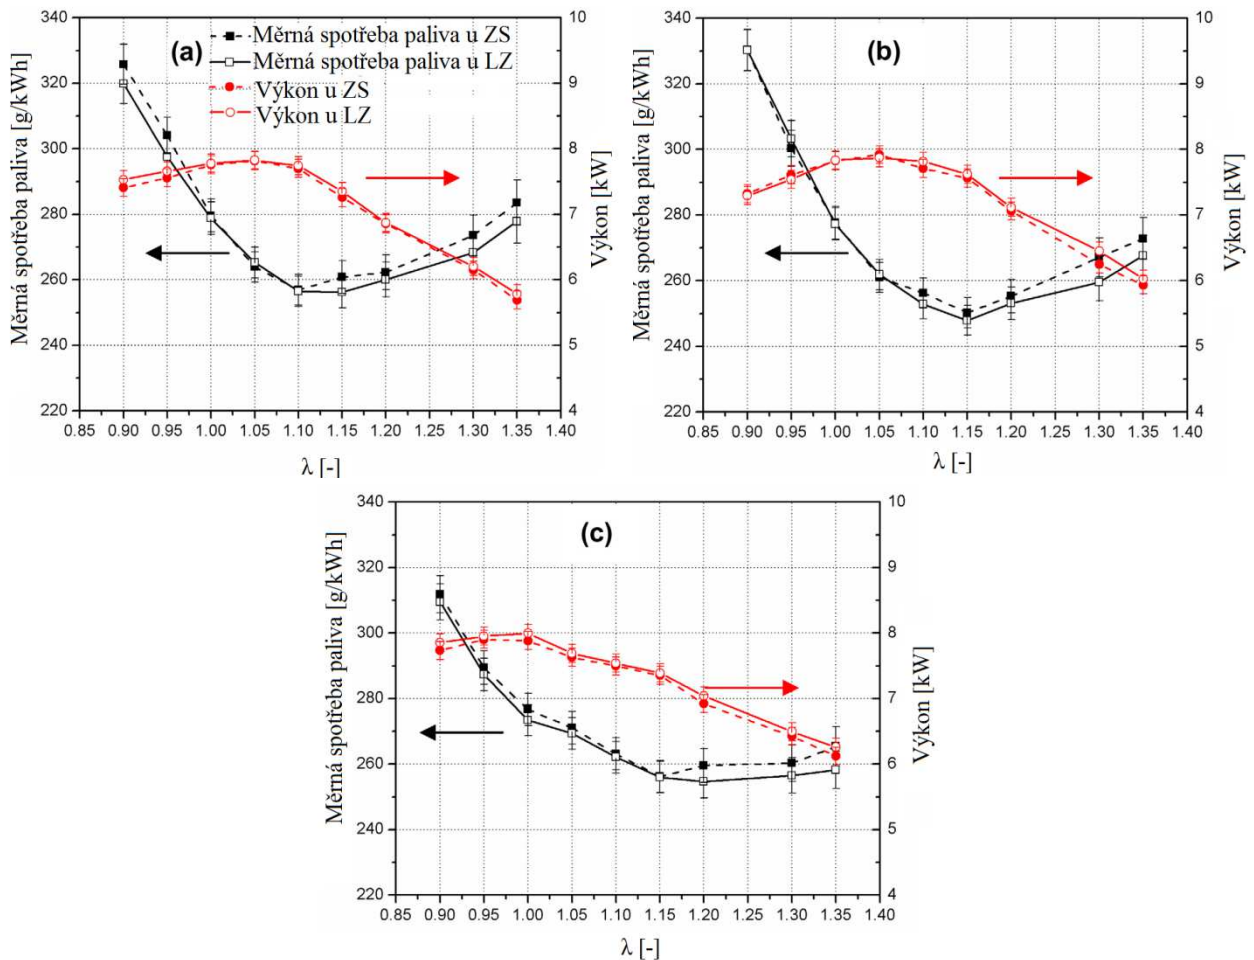 (a)
Měrná spotřeba paliva u ZS
Měrná spotřeba paliva u LZ
Výkon u ZS
Výkon u LZ
Měrná spotřeba paliva [g/kWh]
340
320
300
280
260
240
220
10
9
8
7
6
5
4
Výkon [kW]
0.85 0.90 0.95 1.00 1.05 1.10 1.15 1.20 1.25 1.30 1.35 1.40
λ [-]
(b)
Měrná spotřeba paliva [g/kWh]
340
320
300
280
260
240
220
10
9
8
7
6
5
4
Výkon [kW]
0.85 0.90 0.95 1.00 1.05 1.10 1.15 1.20 1.25 1.30 1.35 1.40
λ [-]
(c)
Měrná spotřeba paliva [g/kWh]
340
320
300
280
260
240
220
10
9
8
7
6
5
4
Výkon [kW]
0.85 0.90 0.95 1.00 1.05 1.10 1.15 1.20 1.25 1.30 1.35 1.40
λ [-]